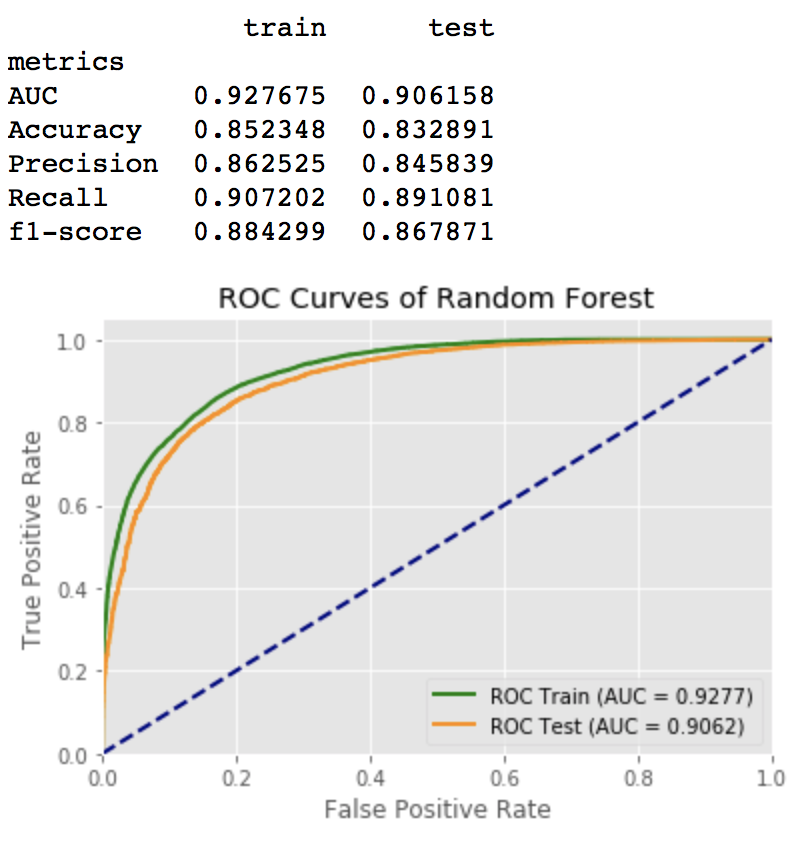 train test
metrics
AUC 0.927675 0.906158
Accuracy 0.852348 0.832891
Precision 0.862525 0.845839
Recall 0.907202 0.891081
f1-score 0.884299 0.867871
ROC Curves of Random Forest
1.0
0.8
0.6
0.4
0.2
0.0
True Positive Rate
ROC Train (AUC = 0.9277)
ROC Test (AUC = 0.9062)
0.0 0.2 0.4 0.6 0.8 1.0
False Positive Rate